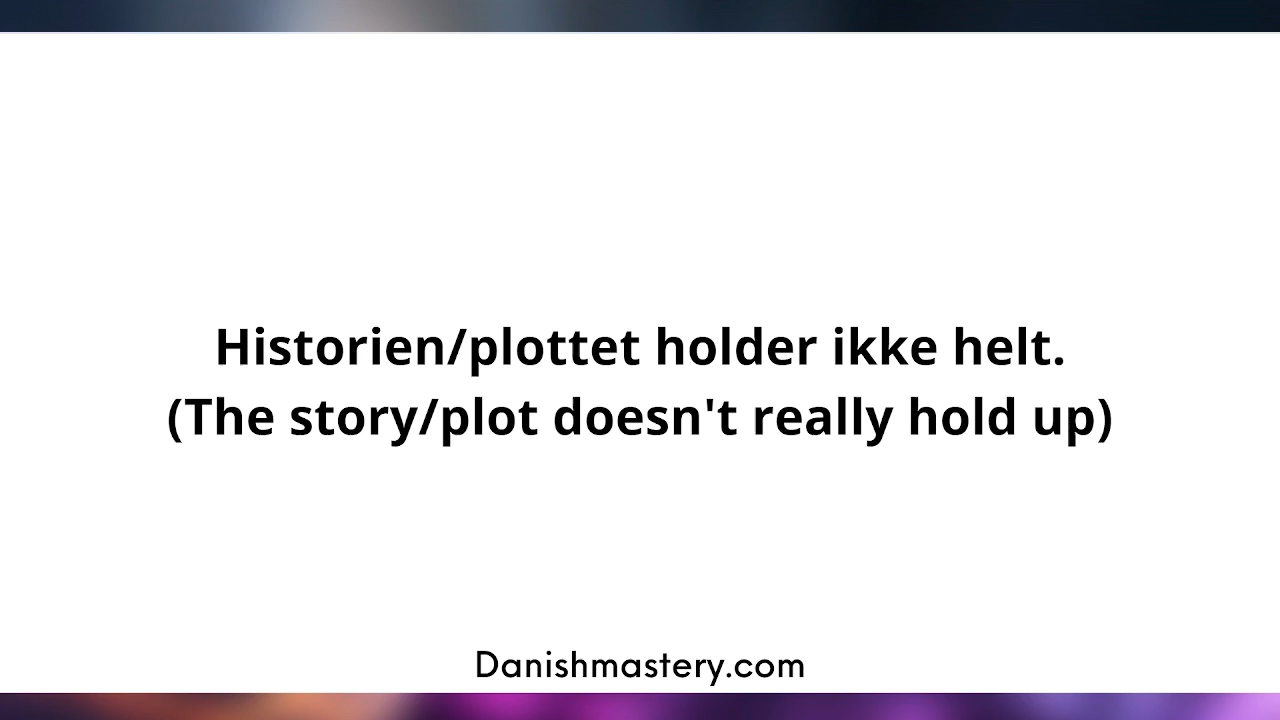 Historien/plottet holder ikke helt.
(The story/plot doesn't really hold up)
Danishmastery.com